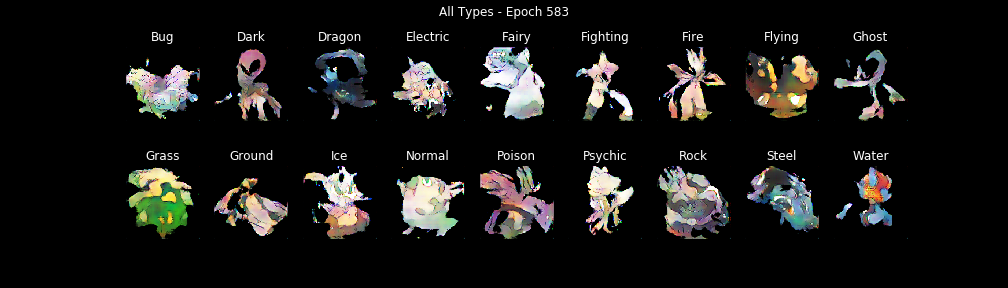 All Types - Epoch 583
Bug Dark Dragon Electric Fairy Fighting Fire Flying Ghost
Grass Ground Ice Normal Poison Psychic Rock Steel Water